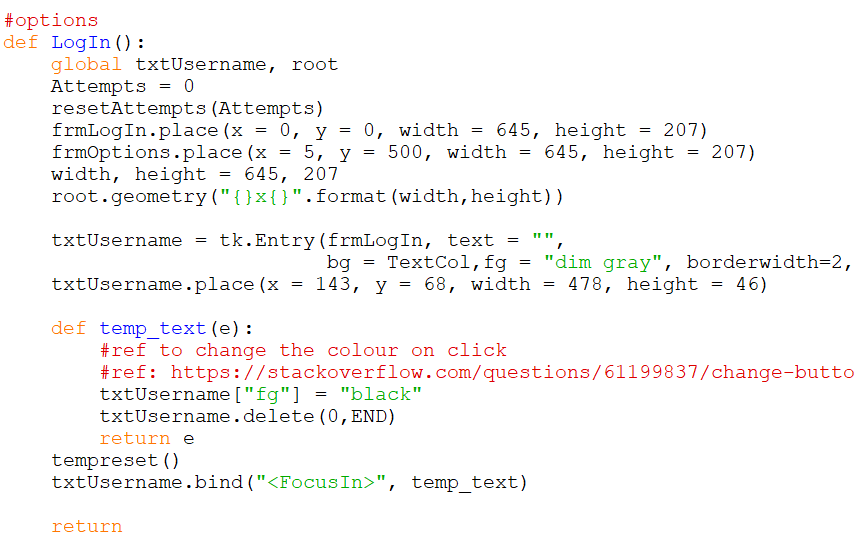 #options
def LogIn():
    global txtUsername, root
    Attempts = 0
    resetAttempts(Attempts)
    frmLogIn.place(x = 0, y = 0, width = 645, height = 207)
    frmOptions.place(x = 5, y = 500, width = 645, height = 207)
    width, height = 645, 207
    root.geometry("{}x{}".format(width,height))

    txtUsername = tk.Entry(frmLogIn, text = "",
                           bg = TextCol,fg = "dim gray", borderwidth=2,
    txtUsername.place(x = 143, y = 68, width = 478, height = 46)

    def temp_text(e):
        #ref to change the colour on click
        #ref: https://stackoverflow.com/questions/61199837/change-butto
        txtUsername["fg"] = "black"
        txtUsername.delete(0,END)
        return e
    tempreset()
    txtUsername.bind("<FocusIn>", temp_text)

    return